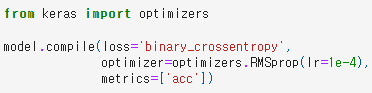 from keras import optimizers

model.compile(loss='binary_crossentropy',
              optimizer=optimizers.RMSprop(lr=1e-4),
              metrics=['acc'])